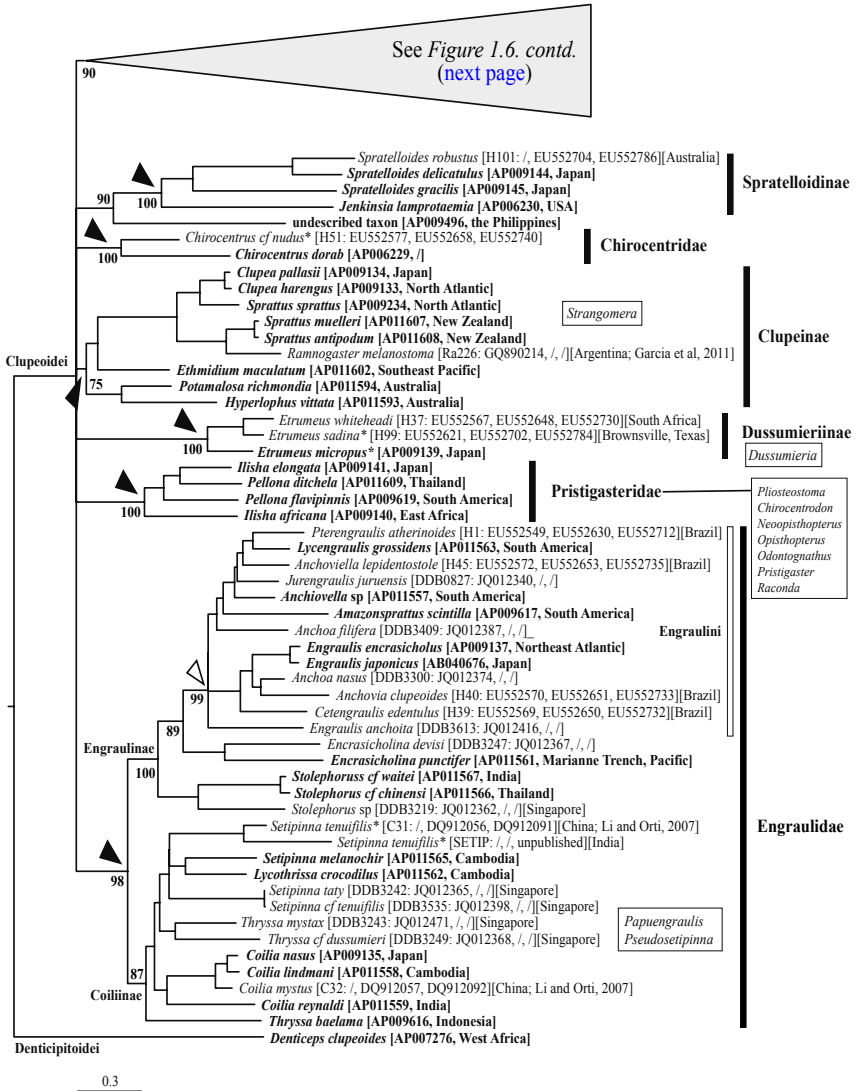 See Figure 1.6. contd.
(next page)
90
Spratelloides robustus [H101: /, EU552704, EU552786][Australia]
Spratelloides delicatulus [AP009144, Japan]
Spratelloides gracilis [AP009145, Japan]
Spratelloidinae
90
100
Jenkinsia lamprotaemia [AP006230, USA]
undescribed taxon [AP009496, the Philippines]
Chirocentrus cf nudus* [H51: EU552577, EU552658, EU552740]
Chirocentridae
100
Chirocentrus dorab [AP006229, /]
Clupea pallasii [AP009134, Japan]
Clupea harengus [AP009133, North Atlantic]
Sprattus sprattus [AP009234, North Atlantic]
Strangomera
Sprattus muelleri [AP011607, New Zealand]
Sprattus antipodum [AP011608, New Zealand]
Clupeinae
Ramnogaster melanostoma [Ra226: GQ890214, /, /][Argentina; Garcia et al, 2011]
Clupeoidei
Ethmidium maculatum [AP011602, Southeast Pacific]
75
Potamalosa richmondia [AP011594, Australia]
Hyperlophus vittata [AP011593, Australia]
Etrumeus whiteheadi [H37: EU552567, EU552648, EU552730][South Africa]
Etrumeus sadina* [H99: EU552621, EU552702, EU552784][Brownsville, Texas]
Dussumieriinae
100
Etrumeus micropus* [AP009139, Japan]
Dussumieria
Ilisha elongata [AP009141, Japan]
Pellona ditchela [AP011609, Thailand]
Pristigasteridae
Pellona flavipinnis [AP009619, South America]
100
Ilisha africana [AP009140, East Africa]
Pliosteostoma
Chirocentrodon
Neoopisthopterus
Opisthopterus
Odontognathus
Pristigaster
Raconda
Pterengraulis atherinoides [H1: EU552549, EU552630, EU552712][Brazil]
Lycengraulis grossidens [AP011563, South America]
Anchoviella lepidentostole [H45: EU552572, EU552653, EU552735][Brazil]
Jurengraulis juruensis [DDB0827: JQ012340, /, /]
Anchiovella sp [AP011557, South America]
Amazonsprattus scintilla [AP009617, South America]
Anchoa filifera [DDB3409: JQ012387, /, /]_
Engraulini
Engraulis encrasicholus [AP009137, Northeast Atlantic]
Engraulis japonicus [AB040676, Japan]
Anchoa nasus [DDB3300: JQ012374, /, /]
99
Anchovia clupeoides [H40: EU552570, EU552651, EU552733][Brazil]
Cetengraulis edentulus [H39: EU552569, EU552650, EU552732][Brazil]
Engraulis anchoita [DDB3613: JQ012416, /, /]
89
Encrasicholina devisi [DDB3247: JQ012367, /, /]
Engraulinae
Encrasicholina punctifer [AP011561, Marianne Trench, Pacific]
100
Stolephoruss cf waitei [AP011567, India]
Stolephorus cf chinensi [AP011566, Thailand]
Stolephorus sp [DDB3219: JQ012362, /, /][Singapore]
Setipinna tenuifilis* [C31: /, DQ912056, DQ912091][China; Li and Orti, 2007]
Engraulidae
Setipinna tenuifilis* [SETIP: /, /, unpublished][India]
98
Setipinna melanochir [AP011565, Cambodia]
Lycothrissa crocodilus [AP011562, Cambodia]
Setipinna taty [DDB3242: JQ012365, /, /][Singapore]
Setipinna cf tenuifilis [DDB3535: JQ012398, /, /][Singapore]
Thryssa mystax [DDB3243: JQ012471, /, /][Singapore]
Papuengraulis
Thryssa cf dussumieri [DDB3249: JQ012368, /, /][Singapore]
Pseudosetipinna
Coilia nasus [AP009135, Japan]
87
Coilia lindmani [AP011558, Cambodia]
Coiliinae
Coilia mystus [C32: /, DQ912057, DQ912092][China; Li and Orti, 2007]
Coilia reynaldi [AP011559, India]
Thryssa baelama [AP009616, Indonesia]
Denticeps clupeoides [AP007276, West Africa]
Denticipitoidei
0.3